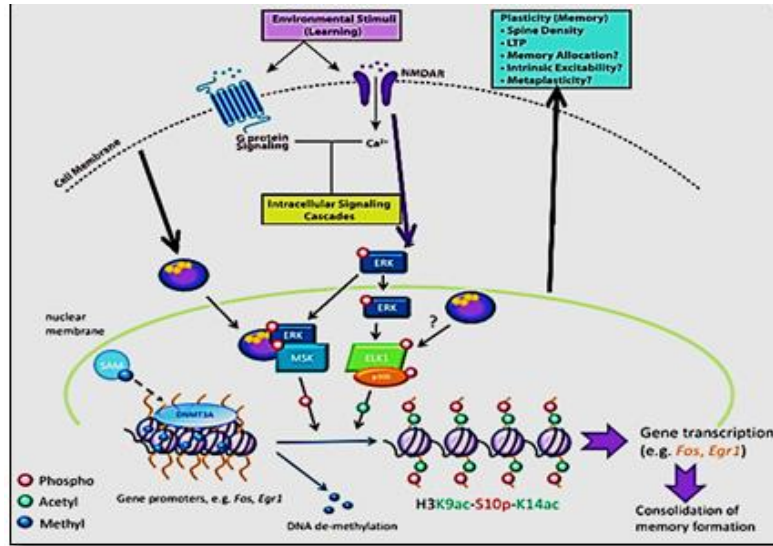 Environmental Stimuli
(Learning)
Plasticity (Memory)
• Spine Density
• LTP
• Memory Allocation?
• Intrinsic Excitability?
• Metaplasticity?
NMDAR
G protein
Signaling
Ca²⁺
Cell Membrane
Intracellular Signaling
Cascades
ERK
nuclear
membrane
ERK
ERK
?
MSK
ELK1
p300
SAM
DNMT3A
Gene promoters, e.g. Fos, Egr1
DNA de-methylation
H3K9ac-S10p-K14ac
Gene transcription
(e.g. Fos, Egr1)
Consolidation of
memory formation
Phospho
Acetyl
Methyl